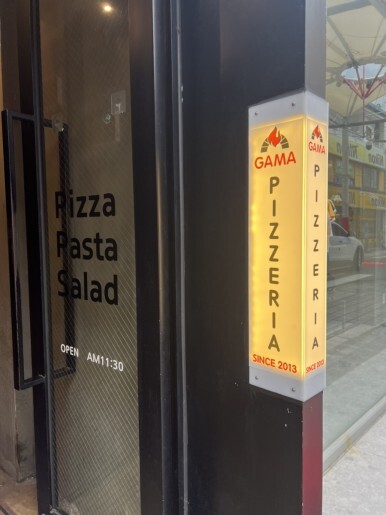 Pizza
Pasta
Salad
OPEN AM11:30
GAMA
PIZZERIA
SINCE 2013
GAMA
PIZZERIA
SINCE 2013